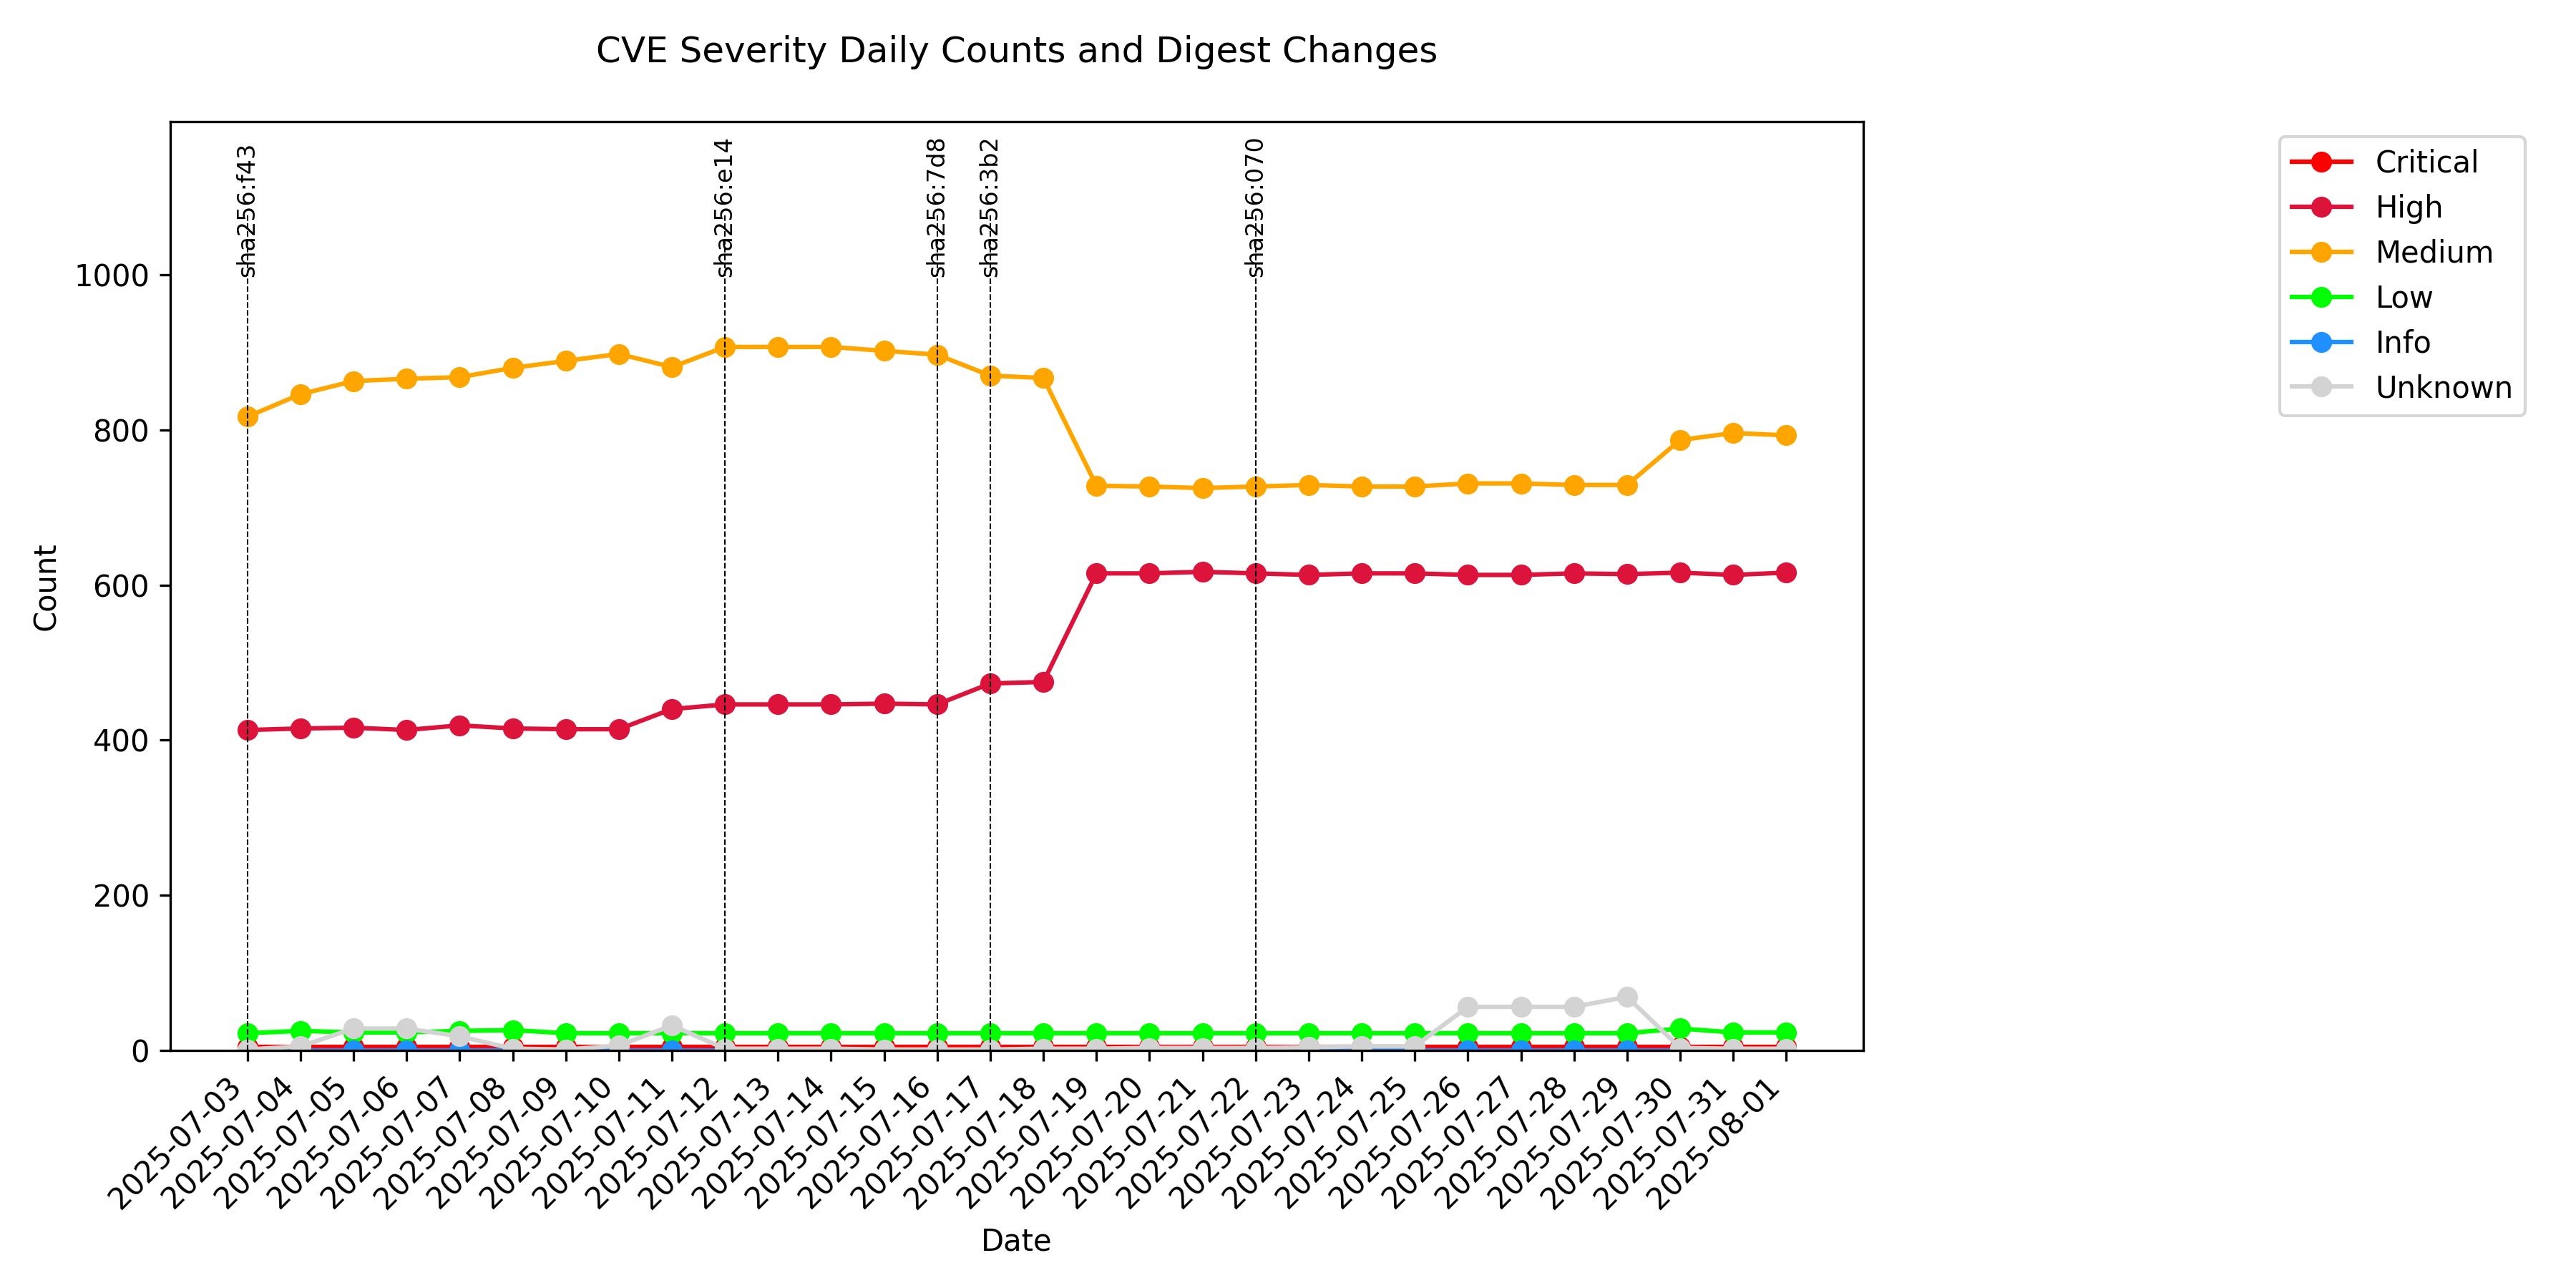 CVE Severity Daily Counts and Digest Changes
sha256:f43
sha256:e14
sha256:7d8
sha256:3b2
sha256:070
Critical
High
Medium
Low
Info
Unknown
1000
800
600
400
200
0
Count
2025-07-03
2025-07-04
2025-07-05
2025-07-06
2025-07-07
2025-07-08
2025-07-09
2025-07-10
2025-07-11
2025-07-12
2025-07-13
2025-07-14
2025-07-15
2025-07-16
2025-07-17
2025-07-18
2025-07-19
2025-07-20
2025-07-21
2025-07-22
2025-07-23
2025-07-24
2025-07-25
2025-07-26
2025-07-27
2025-07-28
2025-07-29
2025-07-30
2025-07-31
2025-08-01
Date